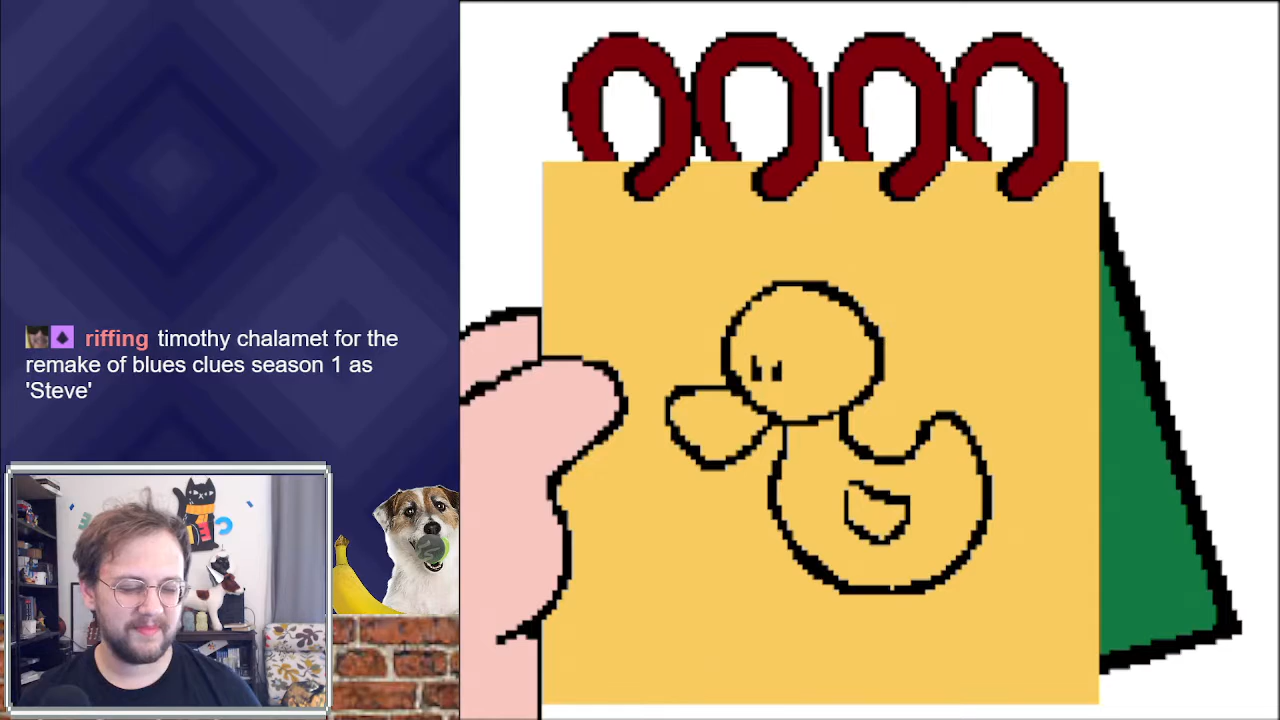 riffing timothy chalamet for the
remake of blues clues season 1 as
'Steve'